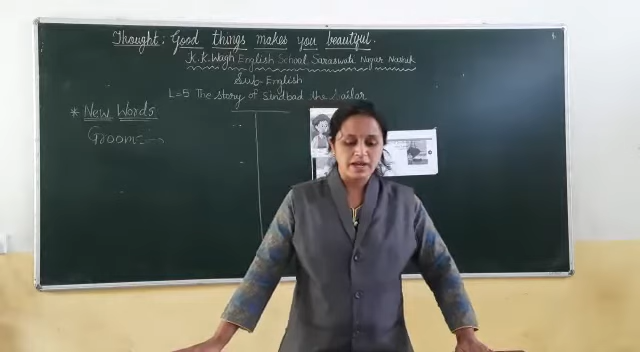 Thought: Good things makes you beautiful.
K.K.Wagh English School, Saraswati Nagar Nashik
Sub-English
L=5 The story of Sindbad the Sailor
* New Words
Groom:→